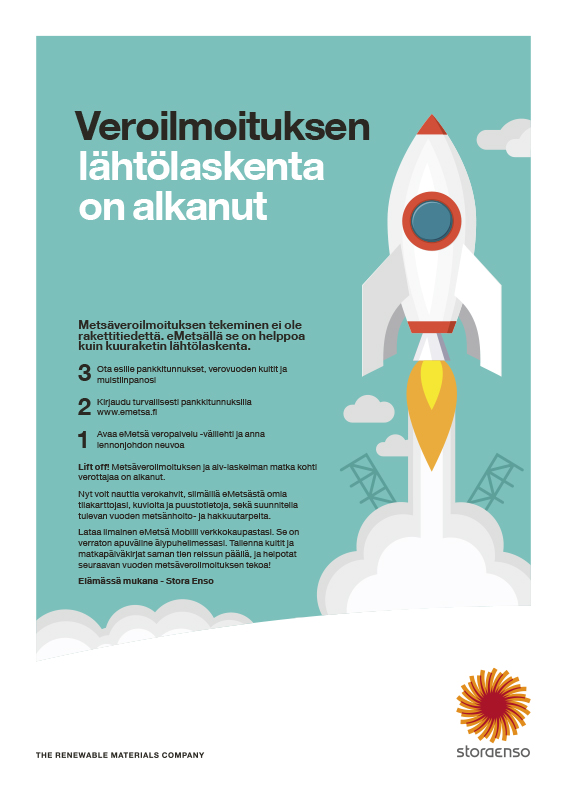 Veroilmoituksen
lähtölaskenta
on alkanut
Metsäveroilmoituksen tekeminen ei ole
rakettitiedettä. eMetsällä se on helppoa
kuin kuuraketin lähtölaskenta.
3 Ota esille pankkitunnukset, verovuoden kuitit ja
muistiinpanosi
2 Kirjaudu turvallisesti pankkitunnuksilla
www.emetsa.fi
1 Avaa eMetsä veropalvelu -välilehti ja anna
lennonjohdon neuvoa
Lift off! Metsäveroilmoituksen ja alv-laskelman matka kohti
verottajaa on alkanut.
Nyt voit nauttia verokahvit, silmäillä eMetsästä omia
tilakarttojasi, kuvioita ja puustotietoja, sekä suunnitella
tulevan vuoden metsänhoito- ja hakkuutarpeita.
Lataa ilmainen eMetsä Mobiili verkkokaupastasi. Se on
verraton apuväline älypuhelimessasi. Tallenna kuitit ja
matkapäiväkirjat saman tien reissun päällä, ja helpotat
seuraavan vuoden metsäveroilmoituksen tekoa!
Elämässä mukana - Stora Enso
storaenso
THE RENEWABLE MATERIALS COMPANY